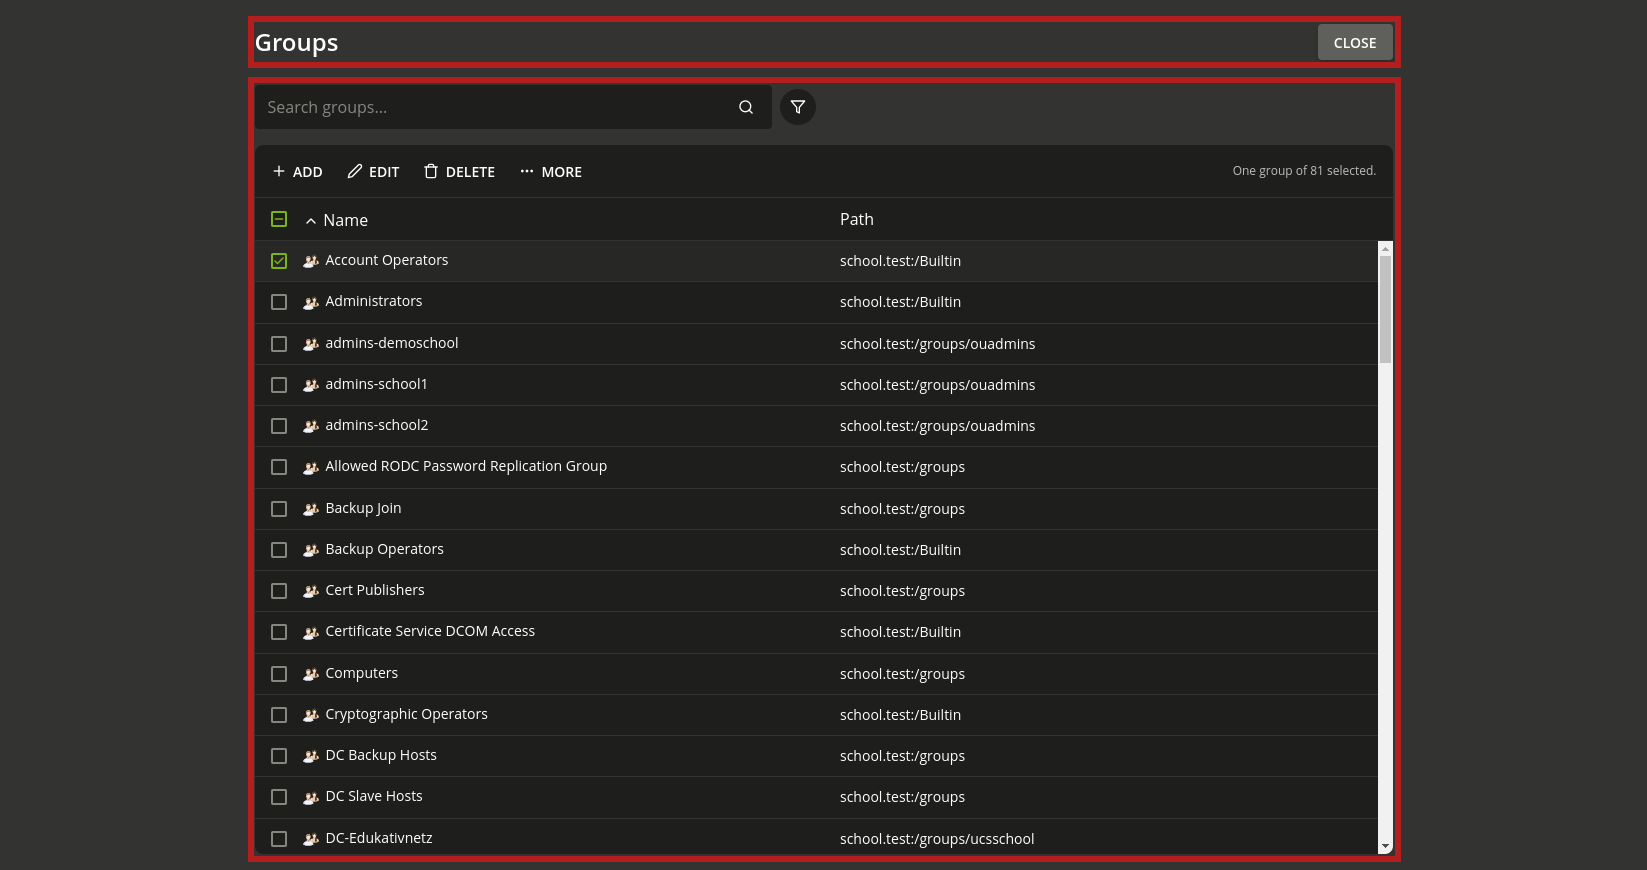 Groups
CLOSE
Search groups...
ADD EDIT DELETE MORE One group of 81 selected.
Name Path
Account Operators school.test:/Builtin
Administrators school.test:/Builtin
admins-demoschool school.test:/groups/ouadmins
admins-school1 school.test:/groups/ouadmins
admins-school2 school.test:/groups/ouadmins
Allowed RODC Password Replication Group school.test:/groups
Backup Join school.test:/groups
Backup Operators school.test:/Builtin
Cert Publishers school.test:/groups
Certificate Service DCOM Access school.test:/Builtin
Computers school.test:/groups
Cryptographic Operators school.test:/Builtin
DC Backup Hosts school.test:/groups
DC Slave Hosts school.test:/groups
DC-Edukativnetz school.test:/groups/ucsschool